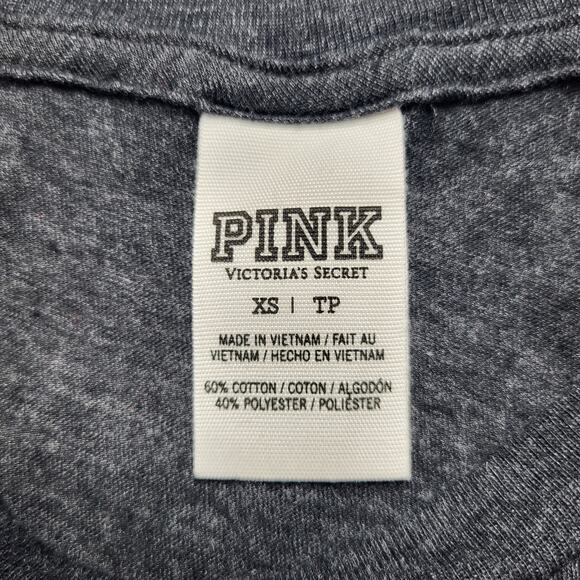 PINK
VICTORIA'S SECRET
XS | TP
MADE IN VIETNAM / FAIT AU
VIETNAM / HECHO EN VIETNAM
60% COTTON / COTON / ALGODÓN
40% POLYESTER / POLIÉSTER